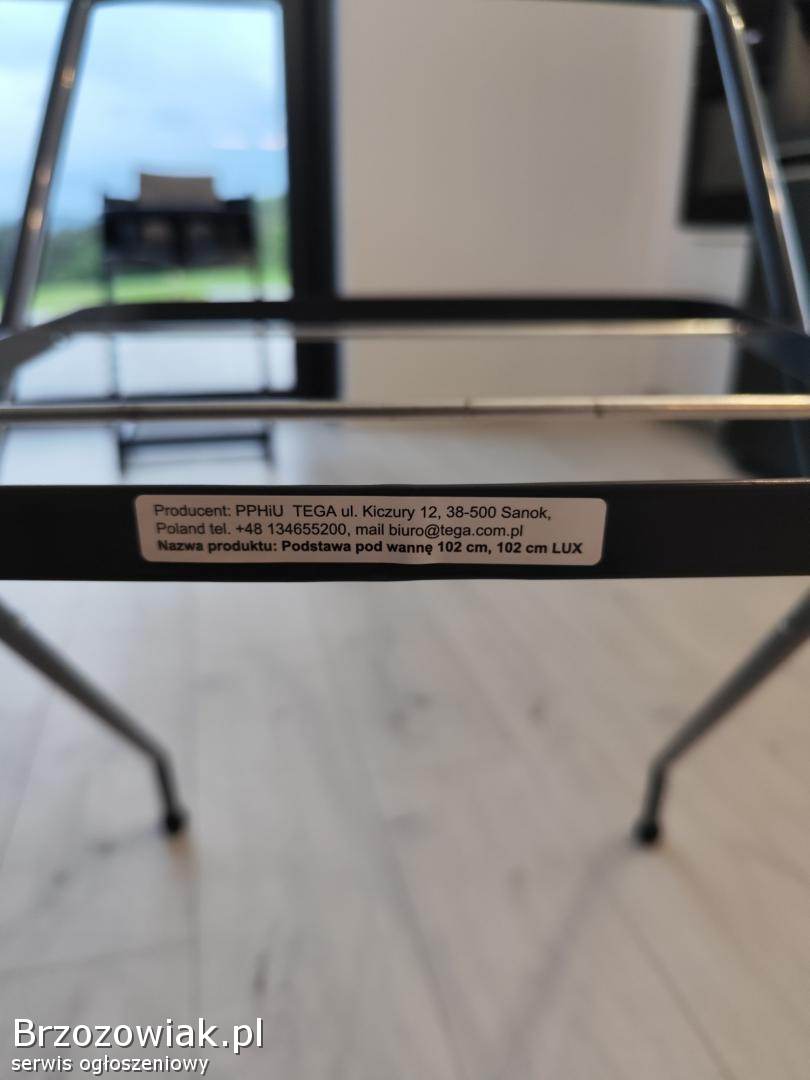 Producent: PPHiU TEGA ul. Kiczury 12, 38-500 Sanok,
Poland tel. +48 134655200, mail biuro@tega.com.pl
Nazwa produktu: Podstawa pod wannę 102 cm, 102 cm LUX
Brzozowiak.pl
serwis ogłoszeniowy